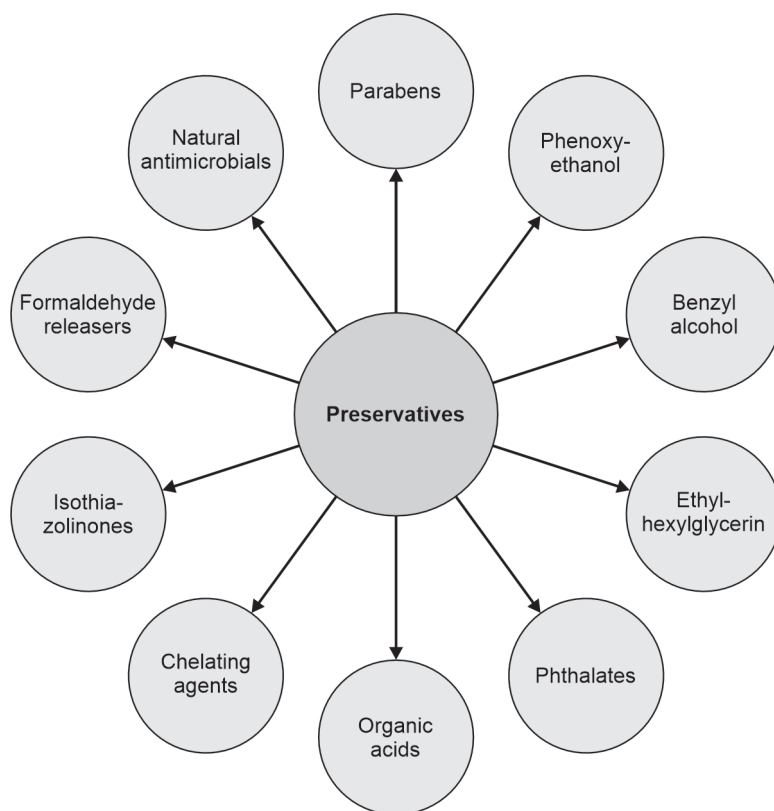 Parabens
Phenoxy-
ethanol
Benzyl
alcohol
Ethyl-
hexylglycerin
Phthalates
Organic
acids
Chelating
agents
Isothia-
zolinones
Formaldehyde
releasers
Natural
antimicrobials
Preservatives